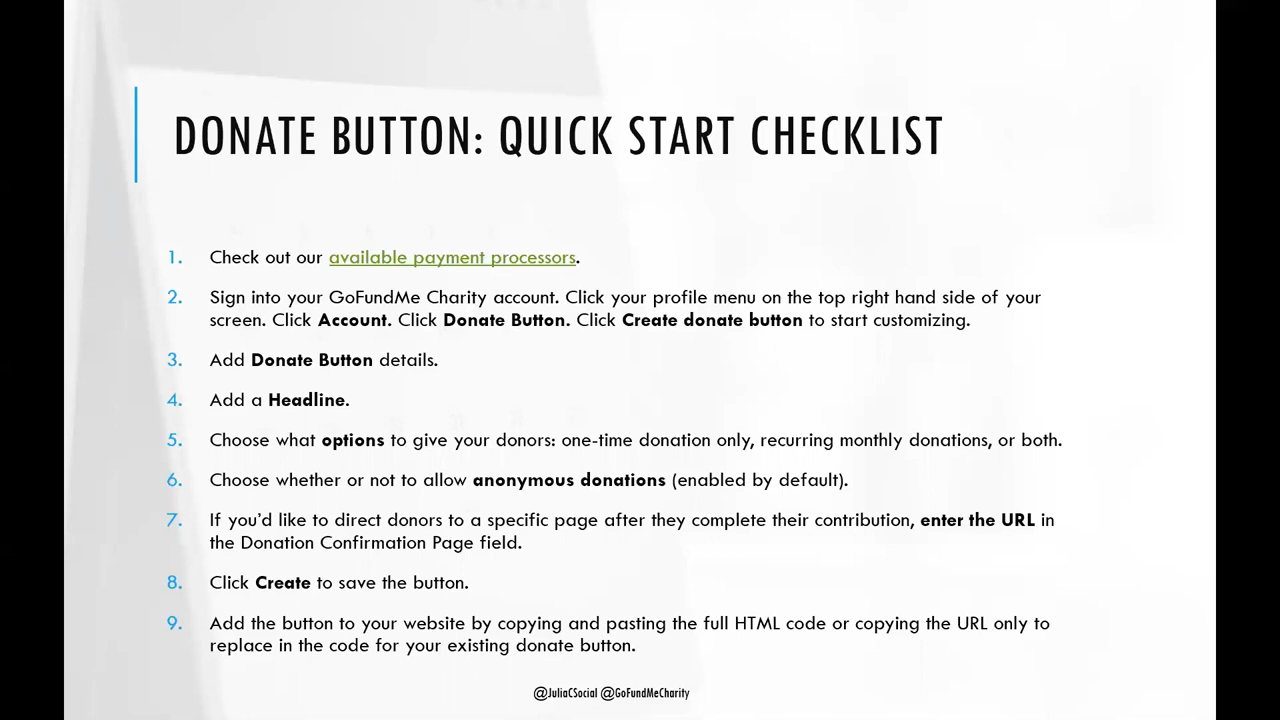 DONATE BUTTON: QUICK START CHECKLIST
1. Check out our available payment processors.
2. Sign into your GoFundMe Charity account. Click your profile menu on the top right hand side of your
screen. Click Account. Click Donate Button. Click Create donate button to start customizing.
3. Add Donate Button details.
4. Add a Headline.
5. Choose what options to give your donors: one-time donation only, recurring monthly donations, or both.
6. Choose whether or not to allow anonymous donations (enabled by default).
7. If you'd like to direct donors to a specific page after they complete their contribution, enter the URL in
the Donation Confirmation Page field.
8. Click Create to save the button.
9. Add the button to your website by copying and pasting the full HTML code or copying the URL only to
replace in the code for your existing donate button.
@JuliaCSocial @GoFundMeCharity